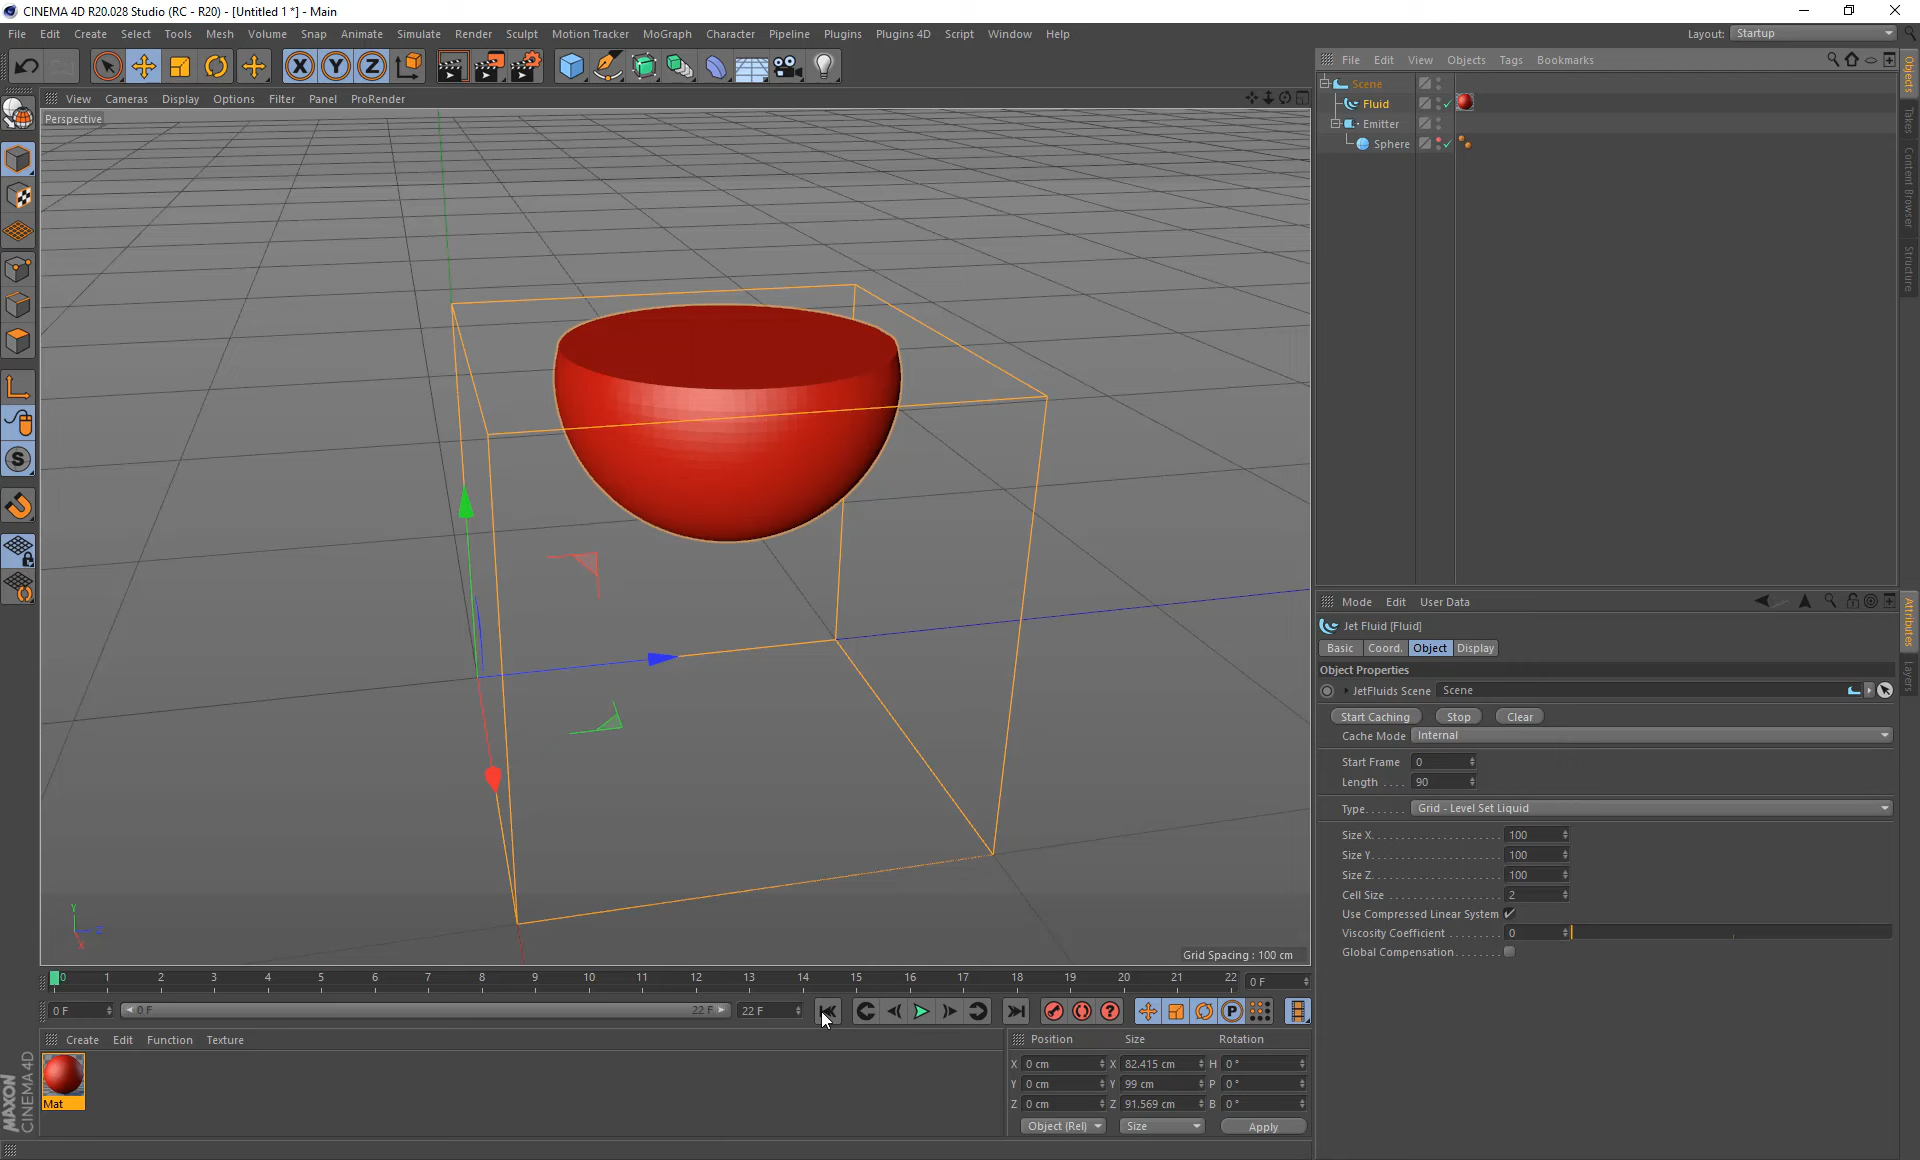 CINEMA 4D R20.028 Studio (RC - R20) - [Untitled 1 *] - Main
File Edit Create Select Tools Mesh Volume Snap Animate Simulate Render Sculpt Motion Tracker MoGraph Character Pipeline Plugins Plugins 4D Script Window Help
Layout: Startup
X Y Z
File Edit View Objects Tags Bookmarks
View Cameras Display Options Filter Panel ProRender
Perspective
Scene
Fluid
Emitter
Sphere
Objects
Takes
Content Browser
Structure
S
Mode Edit User Data
Jet Fluid [Fluid]
Basic Coord. Object Display
Object Properties
JetFluids Scene Scene
Start Caching Stop Clear
Cache Mode Internal
Start Frame 0
Length .... 90
Type....... Grid - Level Set Liquid
Size X. 100
Size Y. 100
Size Z. 100
Cell Size 2
Use Compressed Linear System
Viscosity Coefficient 0
Global Compensation
Attributes
Layers
Y
Z
X
Grid Spacing : 100 cm
0 1 2 3 4 5 6 7 8 9 10 11 12 13 14 15 16 17 18 19 20 21 22 0 F
0 F 0 F 22 F 22 F
P
Create Edit Function Texture
Mat
MAXON
CINEMA 4D
Position Size Rotation
X 0 cm X 82.415 cm H 0 °
Y 0 cm Y 99 cm P 0 °
Z 0 cm Z 91.569 cm B 0 °
Object (Rel) Size Apply